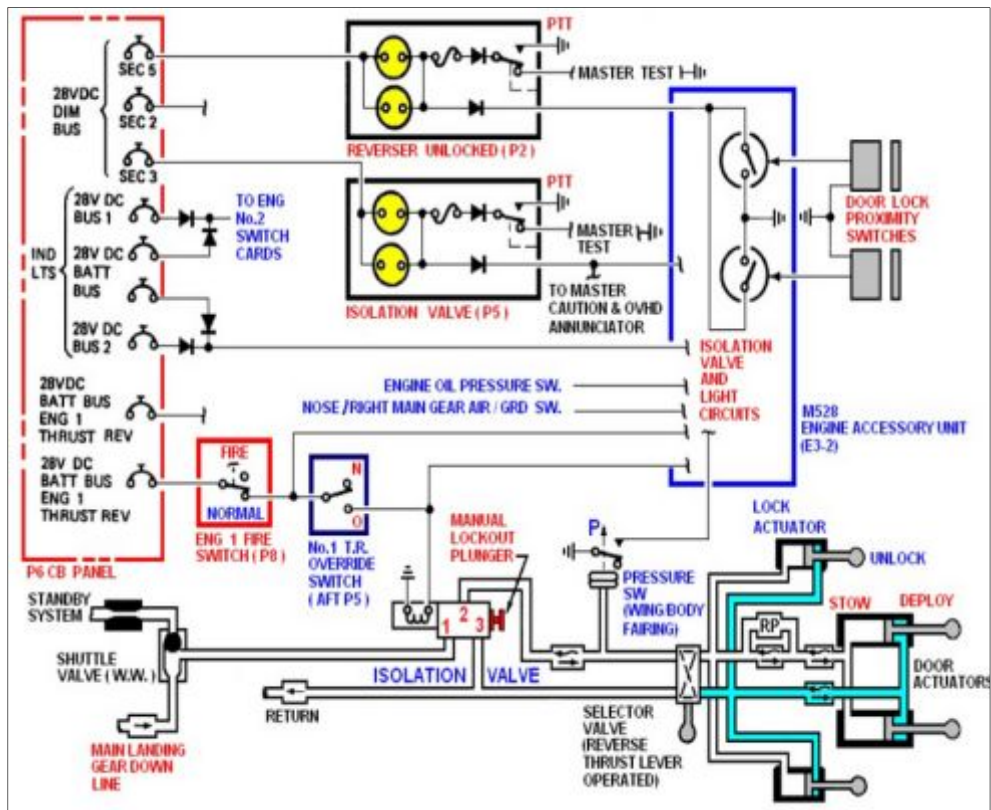 PTT
SEC 5
28VDC
DIM
BUS
SEC 2
SEC 3
MASTER TEST
REVERSER UNLOCKED ( P2 )
28V DC
BUS 1
TO ENG
No.2
SWITCH
CARDS
IND
LTS
28V DC
BATT
BUS
28V DC
BUS 2
PTT
MASTER
TEST
ISOLATION VALVE ( P5 )
TO MASTER
CAUTION & OVHD
ANNUNCIATOR
DOOR LOCK
PROXIMITY
SWITCHES
ISOLATION
VALVE
AND
LIGHT
CIRCUITS
M528
ENGINE ACCESSORY UNIT
(E3-2)
ENGINE OIL PRESSURE SW.
NOSE /RIGHT MAIN GEAR AIR / GRD SW.
28VDC
BATT BUS
ENG 1
THRUST REV
28V DC
BATT BUS
ENG 1
THRUST REV
P6 CB PANEL
FIRE
NORMAL
ENG 1 FIRE
SWITCH ( P8 )
N
O
No.1 T.R.
OVERRIDE
SWITCH
( AFT P5 )
MANUAL
LOCKOUT
PLUNGER
P
PRESSURE
SW
(WING/BODY
FAIRING)
LOCK
ACTUATOR
UNLOCK
STOW
DEPLOY
RP
DOOR
ACTUATORS
STANDBY
SYSTEM
1 2 3
SHUTTLE
VALVE ( W.W. )
ISOLATION VALVE
RETURN
MAIN LANDING
GEAR DOWN
LINE
SELECTOR
VALVE
(REVERSE
THRUST LEVER
OPERATED)